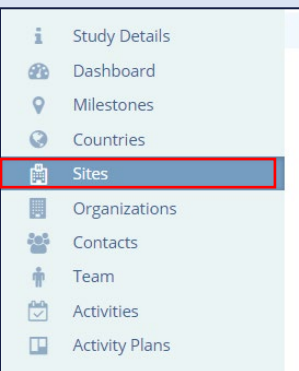 Study Details
Dashboard
Milestones
Countries
Sites
Organizations
Contacts
Team
Activities
Activity Plans